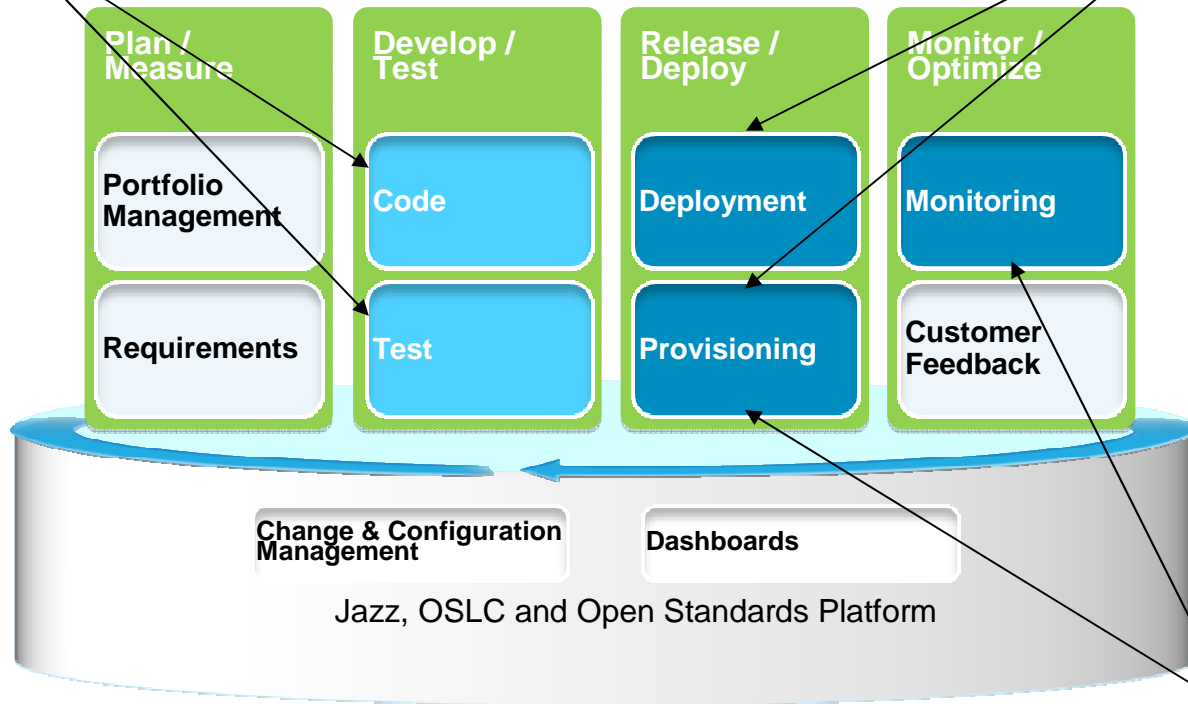 Plan /
Measure
Develop /
Test
Release /
Deploy
Monitor /
Optimize
Portfolio
Management
Code
Deployment
Monitoring
Requirements
Test
Provisioning
Customer
Feedback
Change & Configuration
Management
Dashboards
Jazz, OSLC and Open Standards Platform